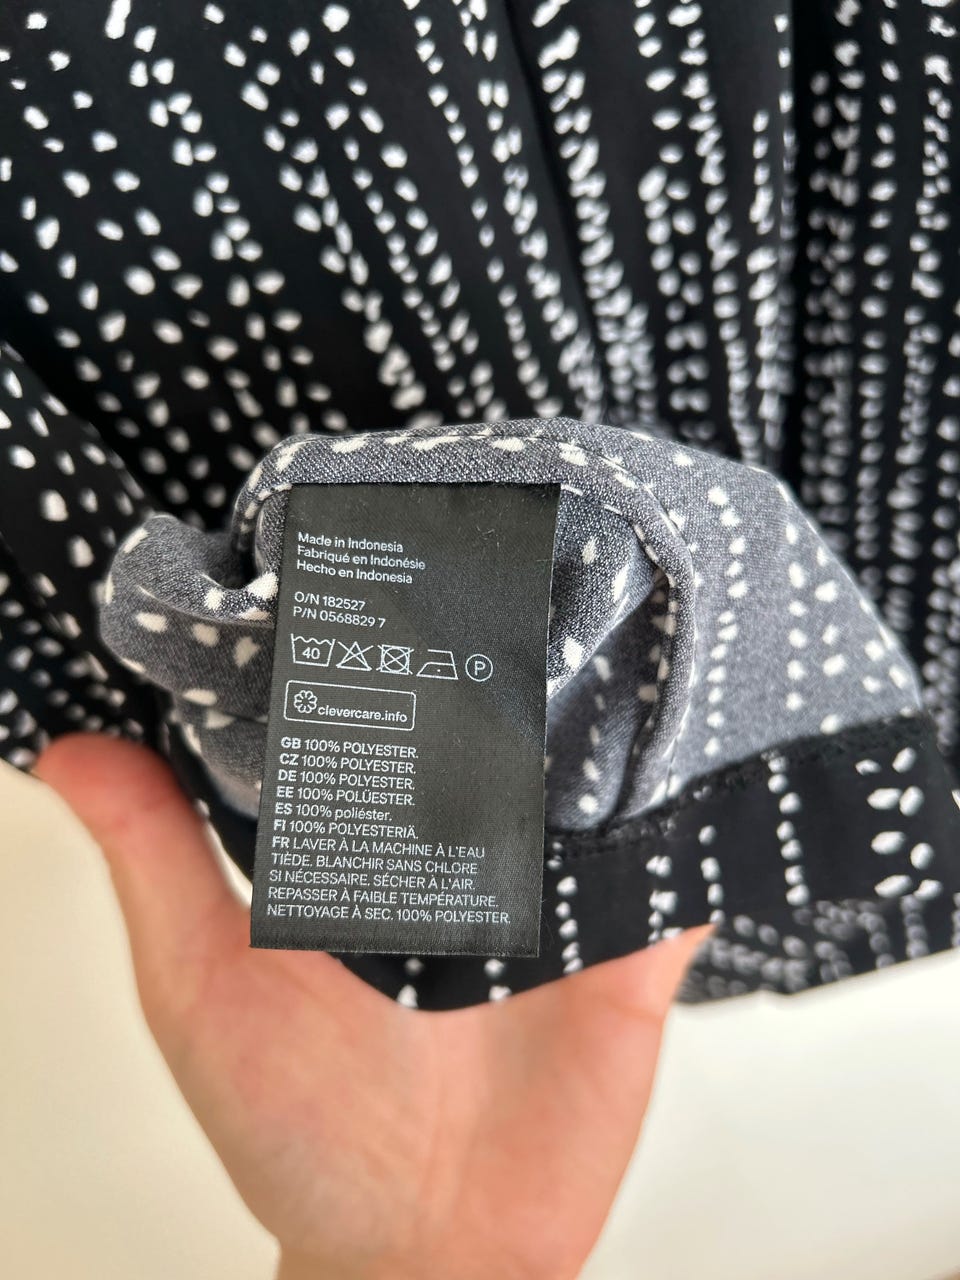 Made in Indonesia
Fabriqué en Indonésie
Hecho en Indonesia
O/N 182527
P/N 0568829 7
40 P
clevercare.info
GB 100% POLYESTER.
CZ 100% POLYESTER.
DE 100% POLYESTER.
EE 100% POLÜESTER.
ES 100% poliéster.
FI 100% POLYESTERIÄ.
FR LAVER À LA MACHINE À L'EAU
TIÈDE. BLANCHIR SANS CHLORE
SI NÉCESSAIRE. SÉCHER À L'AIR.
REPASSER À FAIBLE TEMPÉRATURE.
NETTOYAGE À SEC. 100% POLYESTER.